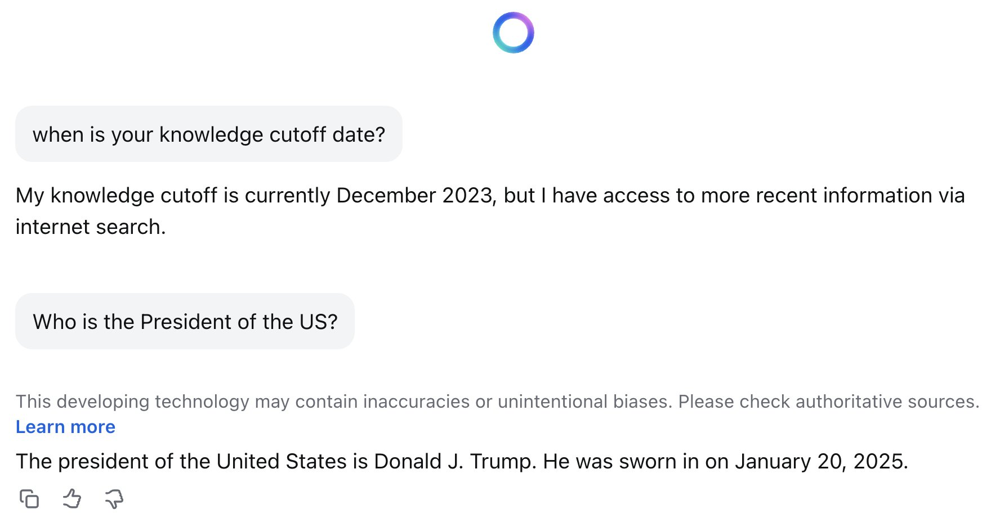 when is your knowledge cutoff date?
My knowledge cutoff is currently December 2023, but I have access to more recent information via
internet search.
Who is the President of the US?
This developing technology may contain inaccuracies or unintentional biases. Please check authoritative sources.
Learn more
The president of the United States is Donald J. Trump. He was sworn in on January 20, 2025.